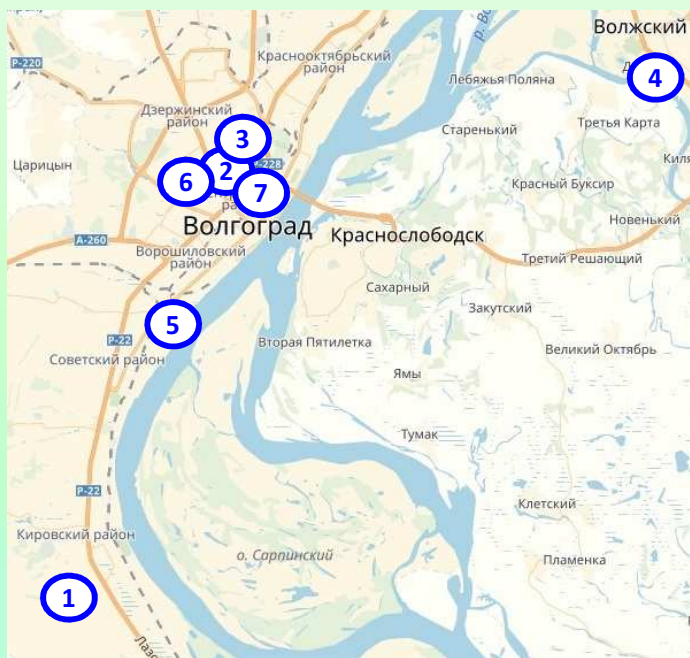 Волжский
Краснооктябрьский
район
Р-220
р. Во
Лебяжья Поляна
4
Дзержинский
район
Третья Карта
Старенький
3
Царицын
Р-228
2
6
7
Красный Буксир
Новенький
Волгоград
Краснослободск
А-260
Ворошиловский
район
Третий Решающий
Сахарный
Закутский
5
Р-22
Вторая Пятилетка
Советский район
Великий Октябрь
Ямы
Тумак
Р-22
Клетский
Кировский район
о. Сарпинский
Пламенка
1